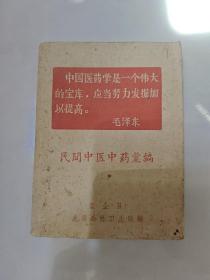 中国医药学是一个伟大
的宝库，应当努力发掘加
以提高。
毛泽东
民间中医中药汇编